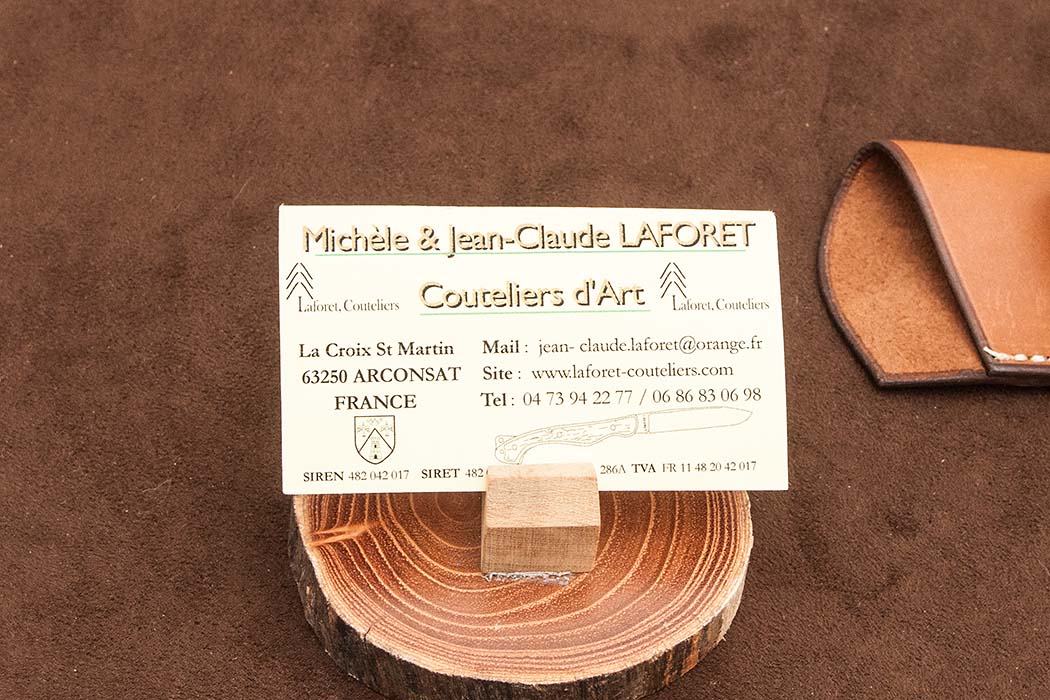 Michèle & Jean-Claude LAFORET
Couteliers d'Art
Laforet, Couteliers
Laforet, Couteliers
La Croix St Martin
63250 ARCONSAT
FRANCE
Mail : jean- claude.laforet@orange.fr
Site : www.laforet-couteliers.com
Tel : 04 73 94 22 77 / 06 86 83 06 98
SIREN 482 042 017 SIRET 482 286A TVA FR 11 48 20 42 017